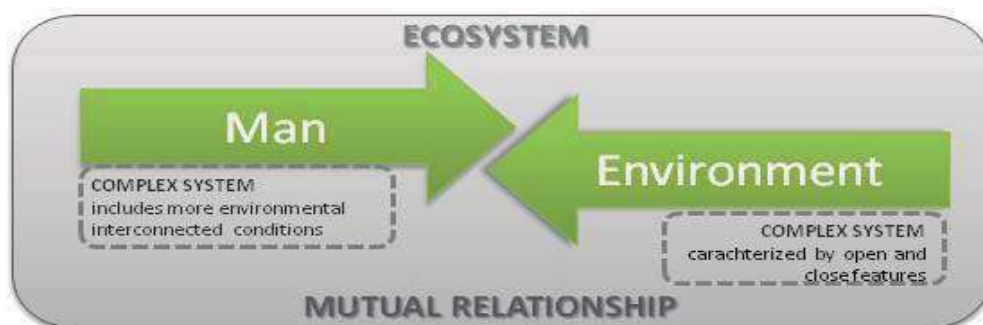 ECOSYSTEM
Man
COMPLEX SYSTEM
includes more environmental
interconnected conditions
Environment
COMPLEX SYSTEM
carachterized by open and
close features
MUTUAL RELATIONSHIP